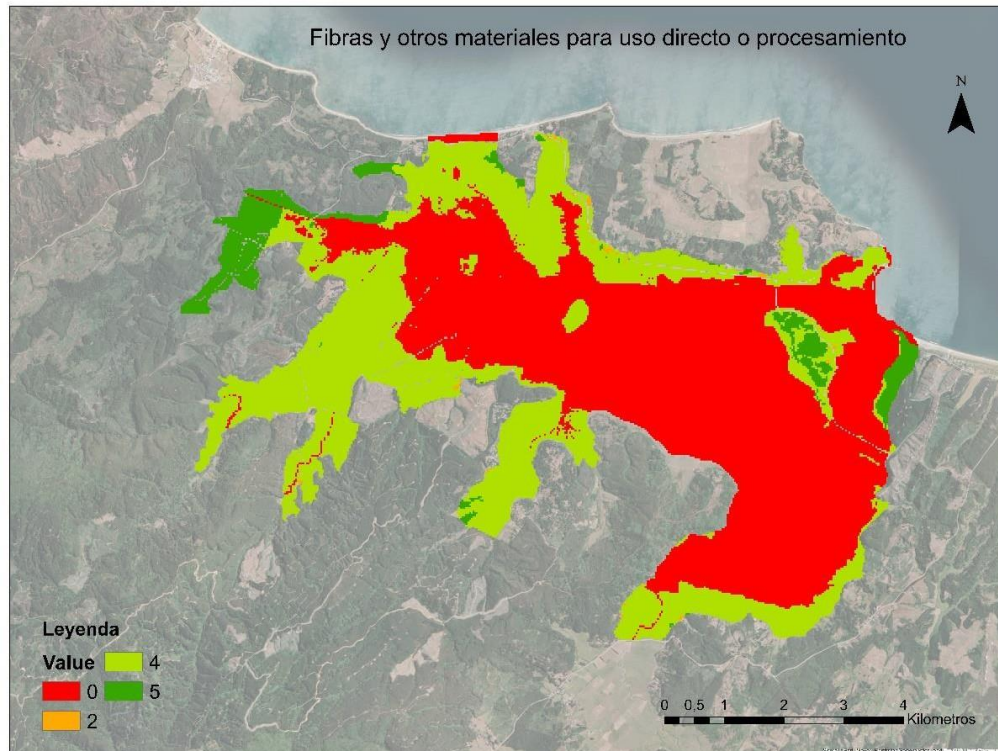 Fibras y otros materiales para uso directo o procesamiento
N
Leyenda
Value
4
0
5
2
0 0,5 1 2 3 4
Kilometros